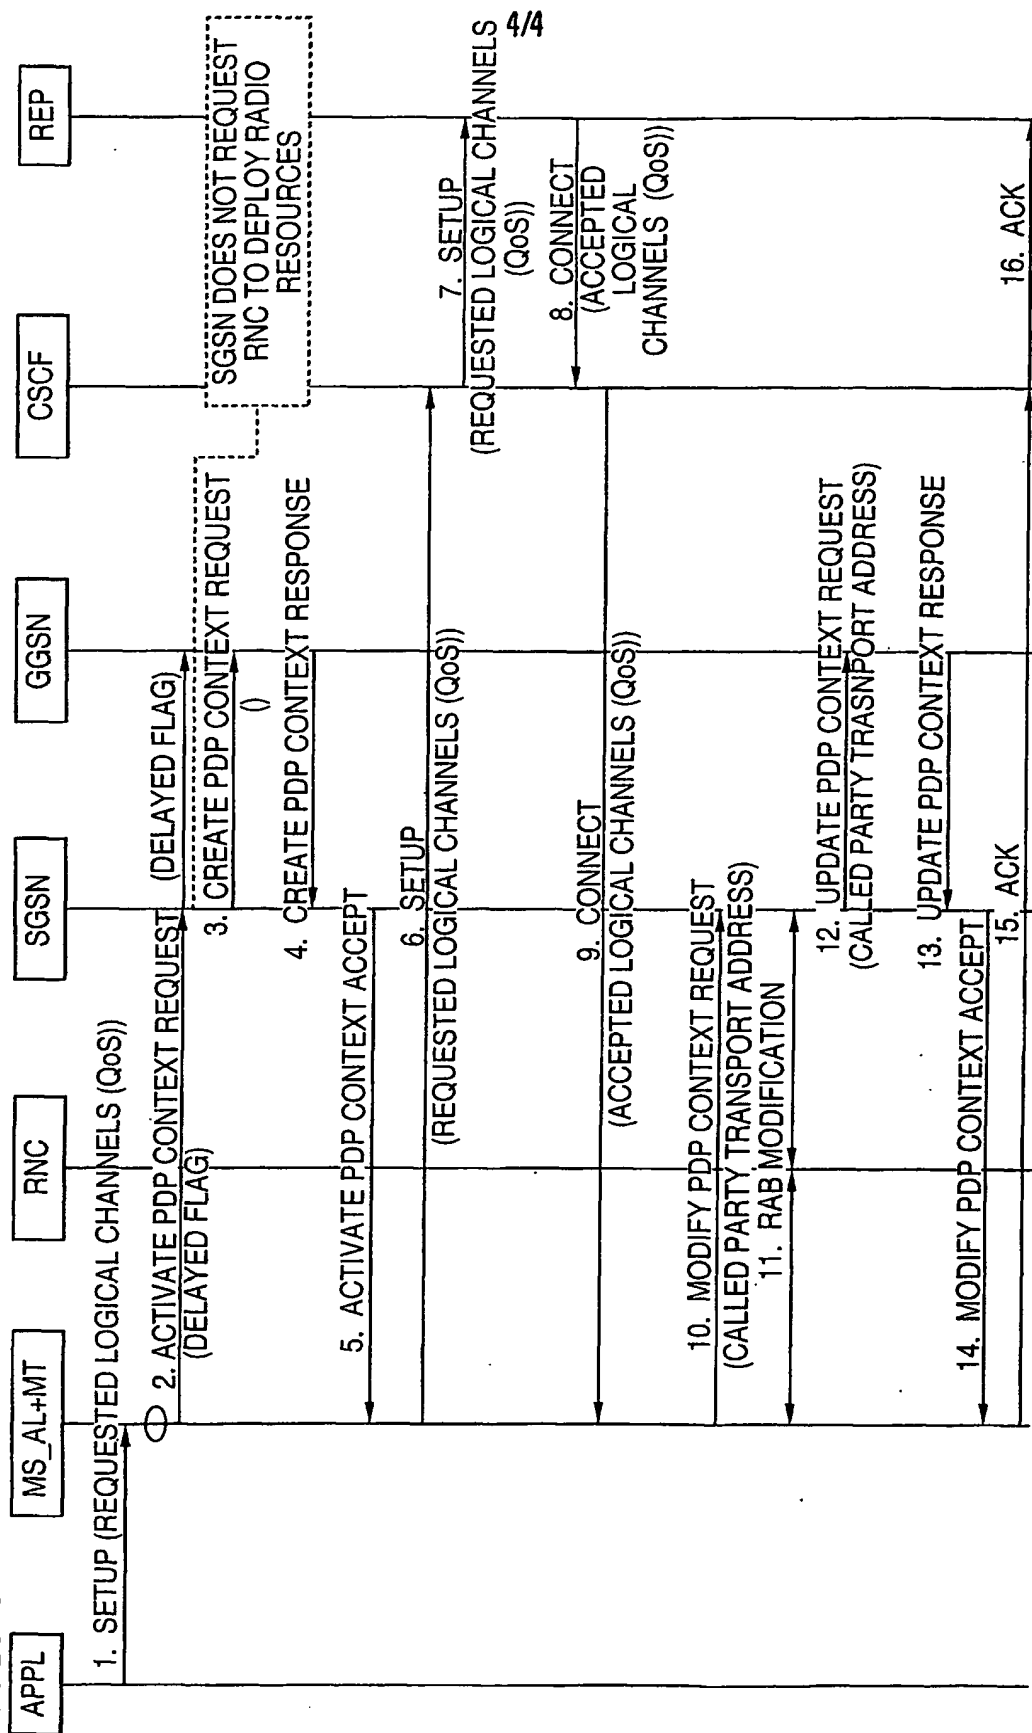 4/4
APPL
MS_AL+MT
RNC
SGSN
GGSN
CSCF
REP
1. SETUP (REQUESTED LOGICAL CHANNELS (QoS))
2. ACTIVATE PDP CONTEXT REQUEST
(DELAYED FLAG)
(DELAYED FLAG)
SGSN DOES NOT REQUEST
RNC TO DEPLOY RADIO
RESOURCES
3. CREATE PDP CONTEXT REQUEST
()
4. CREATE PDP CONTEXT RESPONSE
5. ACTIVATE PDP CONTEXT ACCEPT
6. SETUP
(REQUESTED LOGICAL CHANNELS (QoS))
7. SETUP
(REQUESTED LOGICAL CHANNELS
(QoS))
REQUESTED LOGICAL CHANNELS
8. CONNECT
(ACCEPTED
LOGICAL
CHANNELS (QoS))
9. CONNECT
(ACCEPTED LOGICAL CHANNELS (QoS))
10. MODIFY PDP CONTEXT REQUEST
(CALLED PARTY TRANSPORT ADDRESS)
11. RAB MODIFICATION
12. UPDATE PDP CONTEXT REQUEST
(CALLED PARTY TRASNPORT ADDRESS)
13. UPDATE PDP CONTEXT RESPONSE
14. MODIFY PDP CONTEXT ACCEPT
15. ACK
16. ACK